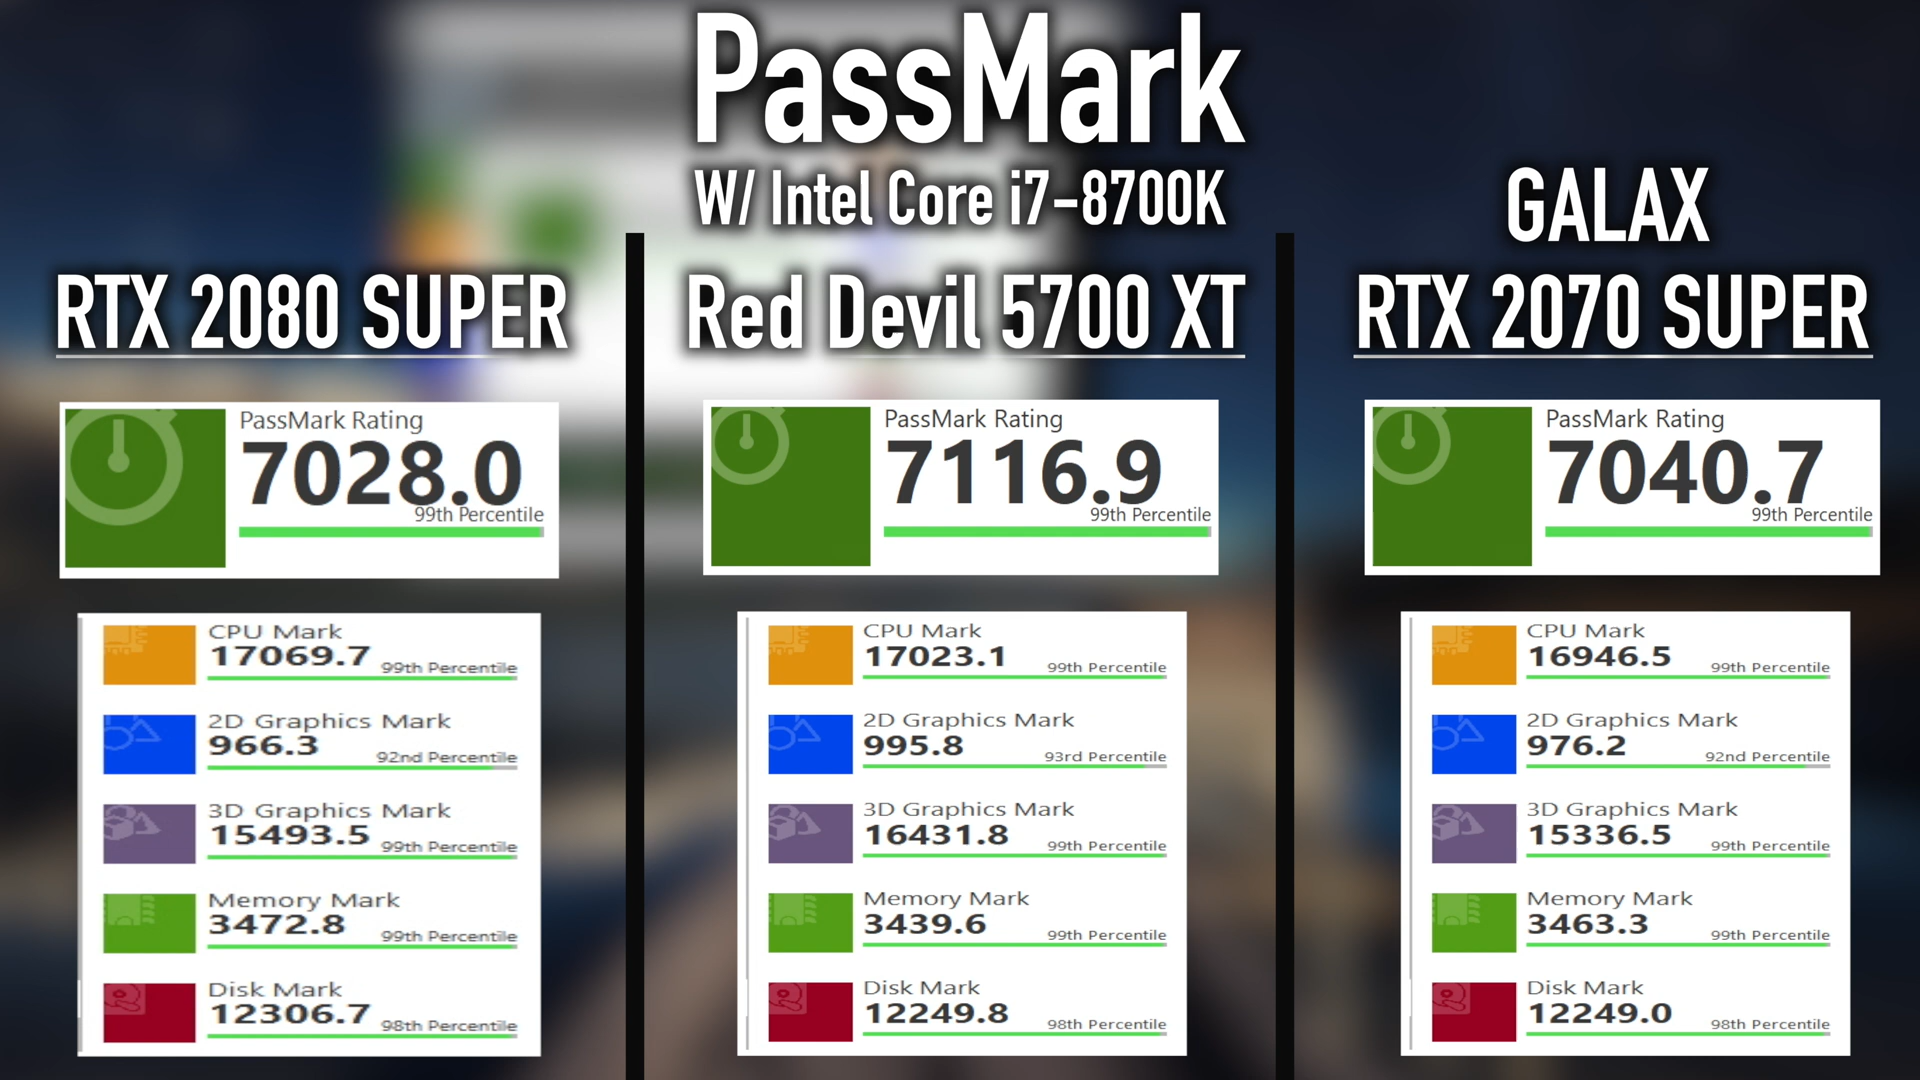 PassMark
W/ Intel Core i7-8700K
RTX 2080 SUPER
PassMark Rating
7028.0
99th Percentile
CPU Mark
17069.7
99th Percentile
2D Graphics Mark
966.3
92nd Percentile
3D Graphics Mark
15493.5
99th Percentile
Memory Mark
3472.8
99th Percentile
Disk Mark
12306.7
98th Percentile
Red Devil 5700 XT
PassMark Rating
7116.9
99th Percentile
CPU Mark
17023.1
99th Percentile
2D Graphics Mark
995.8
93rd Percentile
3D Graphics Mark
16431.8
99th Percentile
Memory Mark
3439.6
99th Percentile
Disk Mark
12249.8
98th Percentile
GALAX
RTX 2070 SUPER
PassMark Rating
7040.7
99th Percentile
CPU Mark
16946.5
99th Percentile
2D Graphics Mark
976.2
92nd Percentile
3D Graphics Mark
15336.5
99th Percentile
Memory Mark
3463.3
99th Percentile
Disk Mark
12249.0
98th Percentile